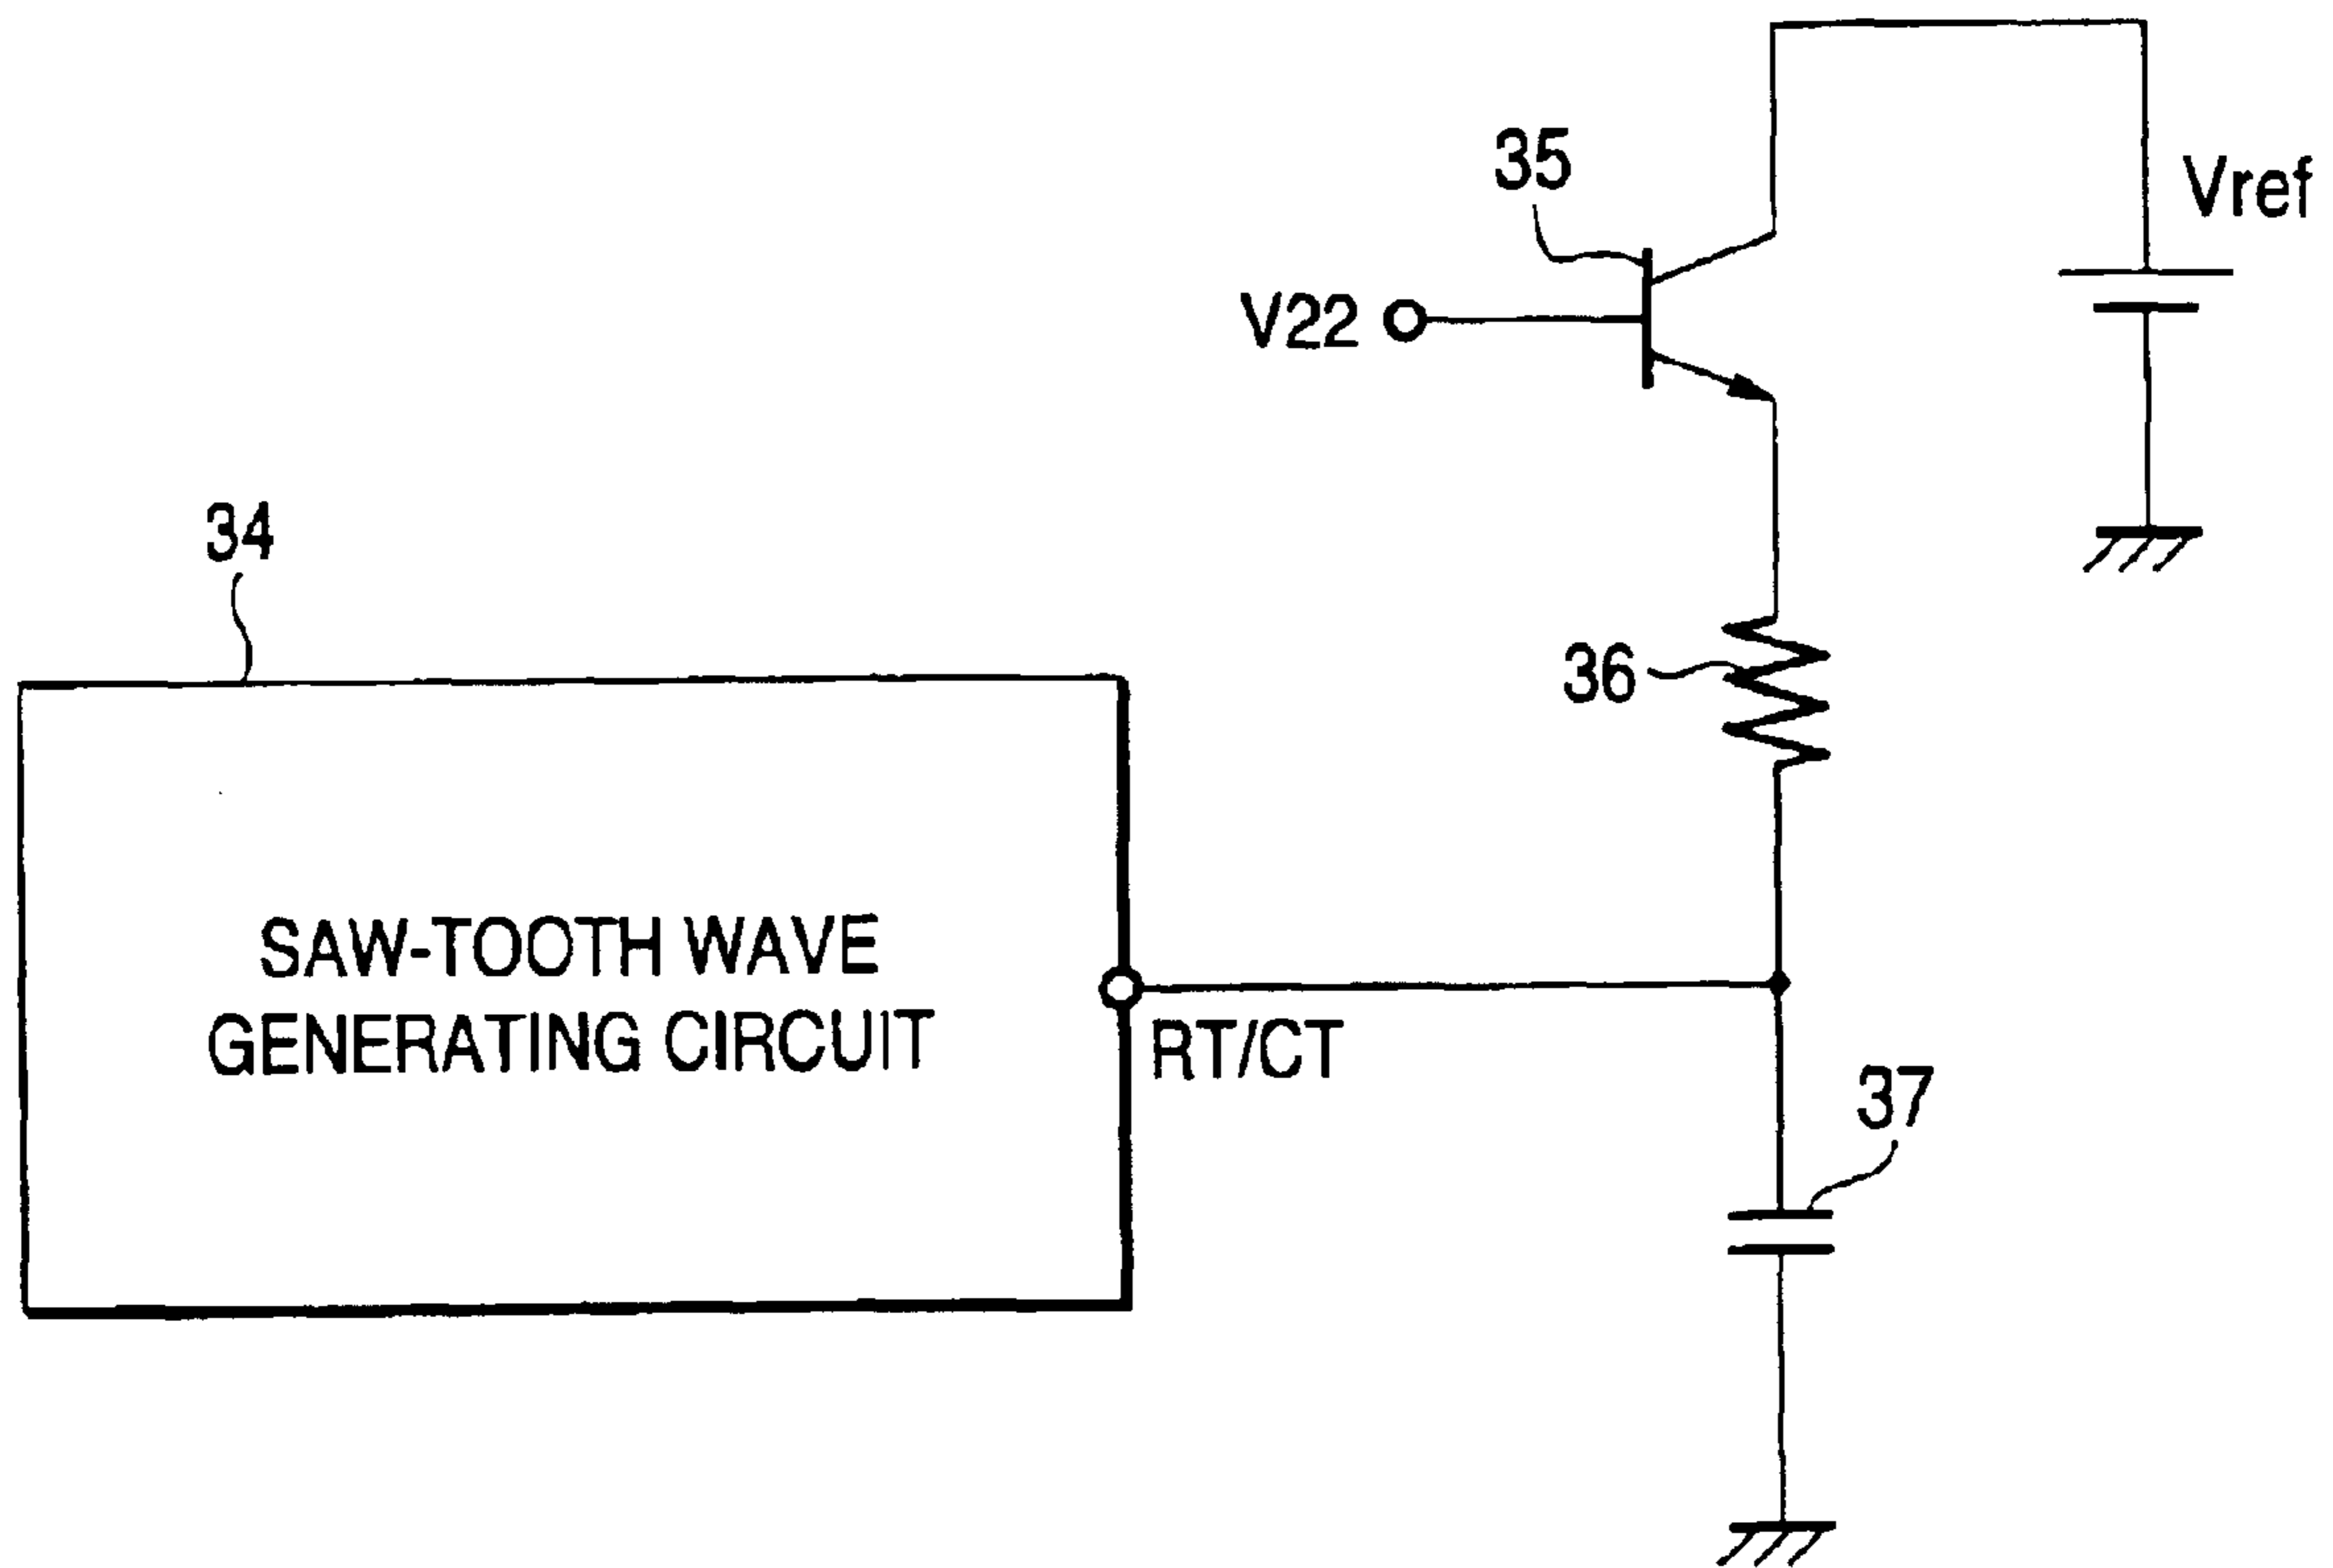 35
Vref
V22
34
36
SAW-TOOTH WAVE
GENERATING CIRCUIT
RT/CT
37